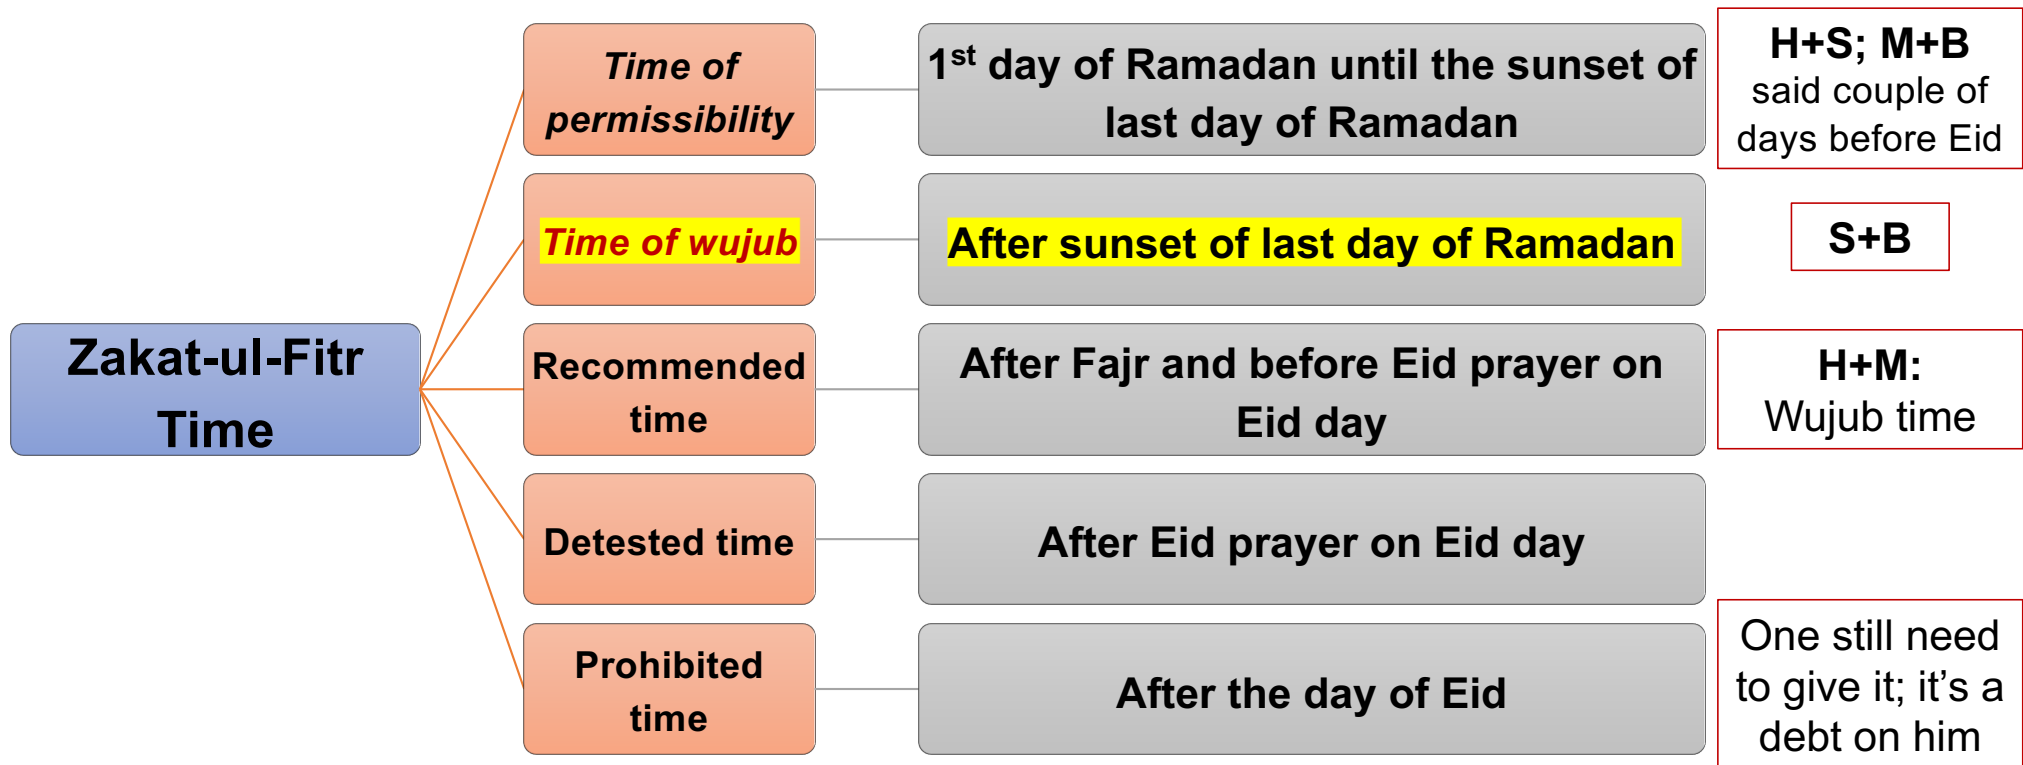 Zakat-ul-Fitr
Time
Time of
permissibility
1st day of Ramadan until the sunset of
last day of Ramadan
H+S; M+B
said couple of
days before Eid
Time of wujub
After sunset of last day of Ramadan
S+B
Recommended
time
After Fajr and before Eid prayer on
Eid day
H+M:
Wujub time
Detested time
After Eid prayer on Eid day
Prohibited
time
After the day of Eid
One still need
to give it; it’s a
debt on him